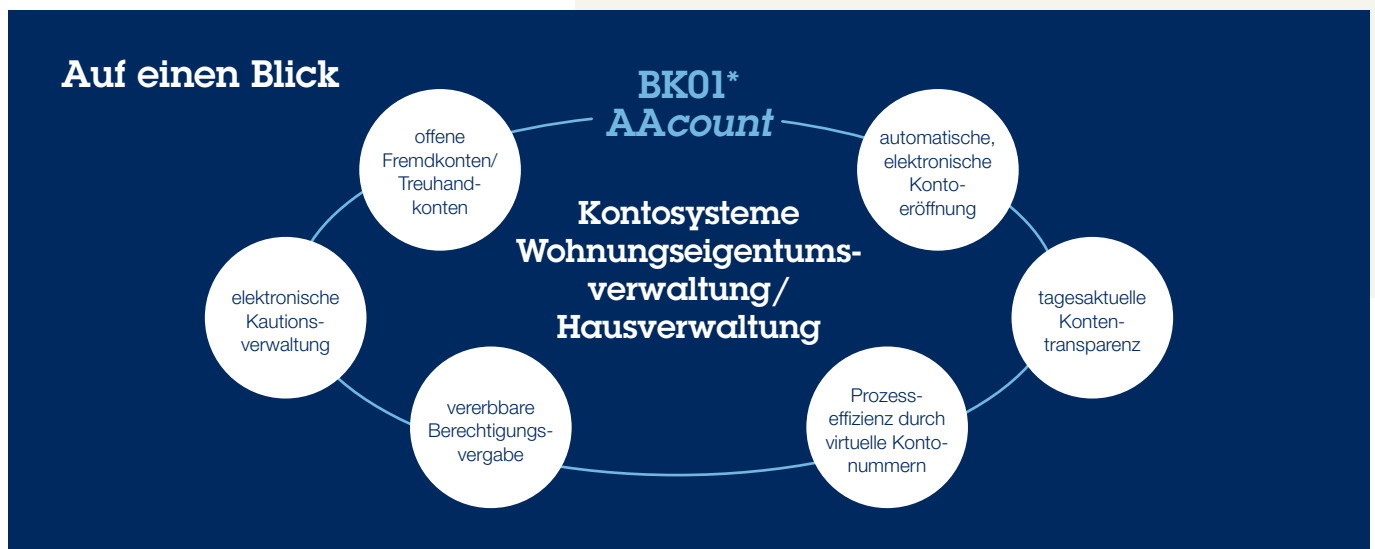 Auf einen Blick
BK01*
AAcount
offene
Fremdkonten/
Treuhand-
konten
automatische,
elektronische
Konto-
eröffnung
Kontosysteme
Wohnungseigentums-
verwaltung/
Hausverwaltung
elektronische
Kautions-
verwaltung
tagesaktuelle
Konten-
transparenz
vererbbare
Berechtigungs-
vergabe
Prozess-
effizienz durch
virtuelle Konto-
nummern